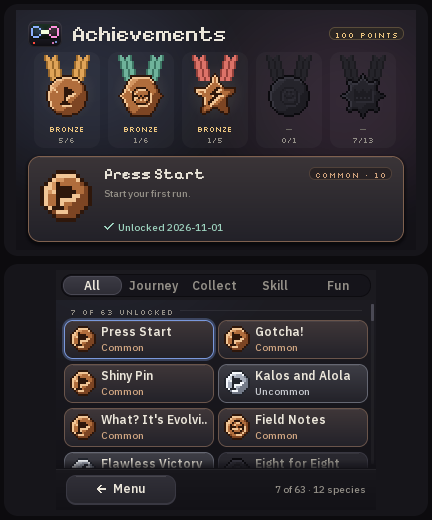 Achievements
100 POINTS
BRONZE BRONZE BRONZE — —
5/6 1/6 1/5 0/1 7/13
Press Start
COMMON · 10
Start your first run.
✓ Unlocked 2026-11-01
All Journey Collect Skill Fun
7 OF 63 UNLOCKED
Press Start
Common
Gotcha!
Common
Shiny Pin
Common
Kalos and Alola
Uncommon
What? It's Evolvi..
Common
Field Notes
Common
Flawless Victory
Eight for Eight
← Menu
7 of 63 · 12 species